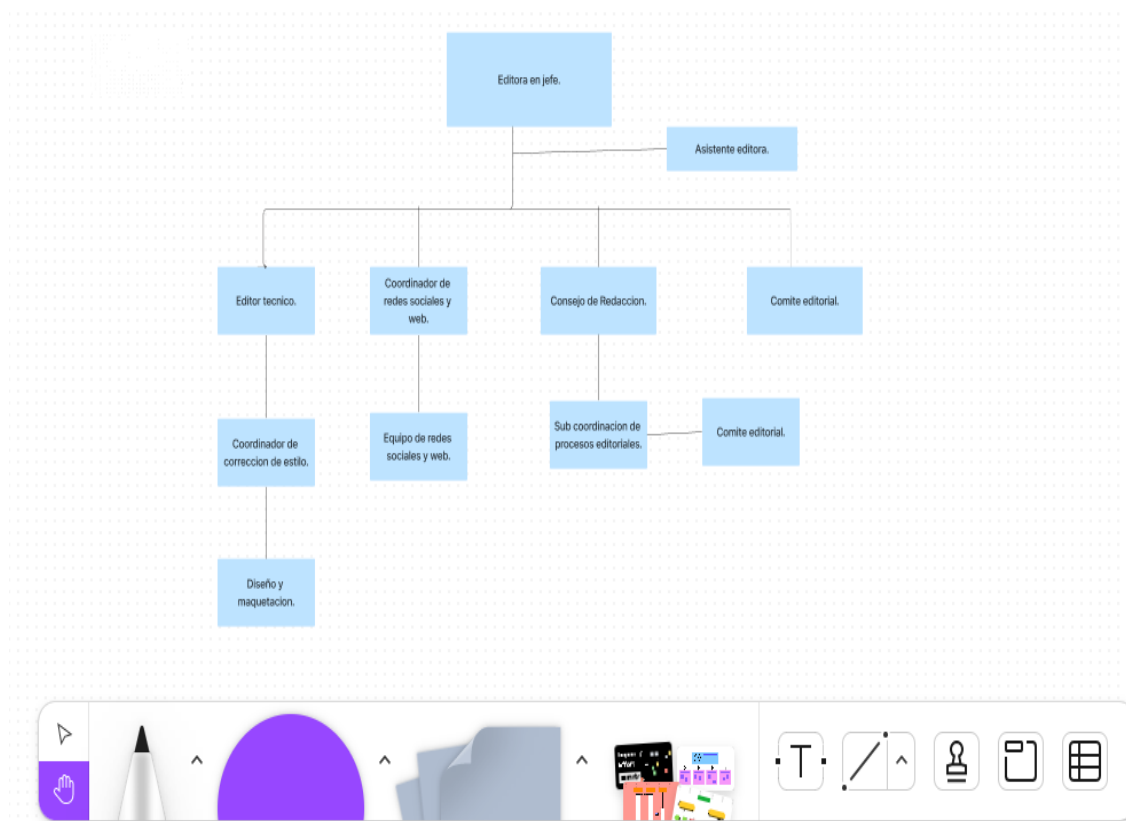 Editora en jefe.
Asistente editora.
Editor tecnico.
Coordinador de
redes sociales y
web.
Consejo de Redaccion.
Comite editorial.
Coordinador de
correccion de estilo.
Equipo de redes
sociales y web.
Sub coordinacion de
procesos editoriales.
Comite editorial.
Diseño y
maquetacion.
T